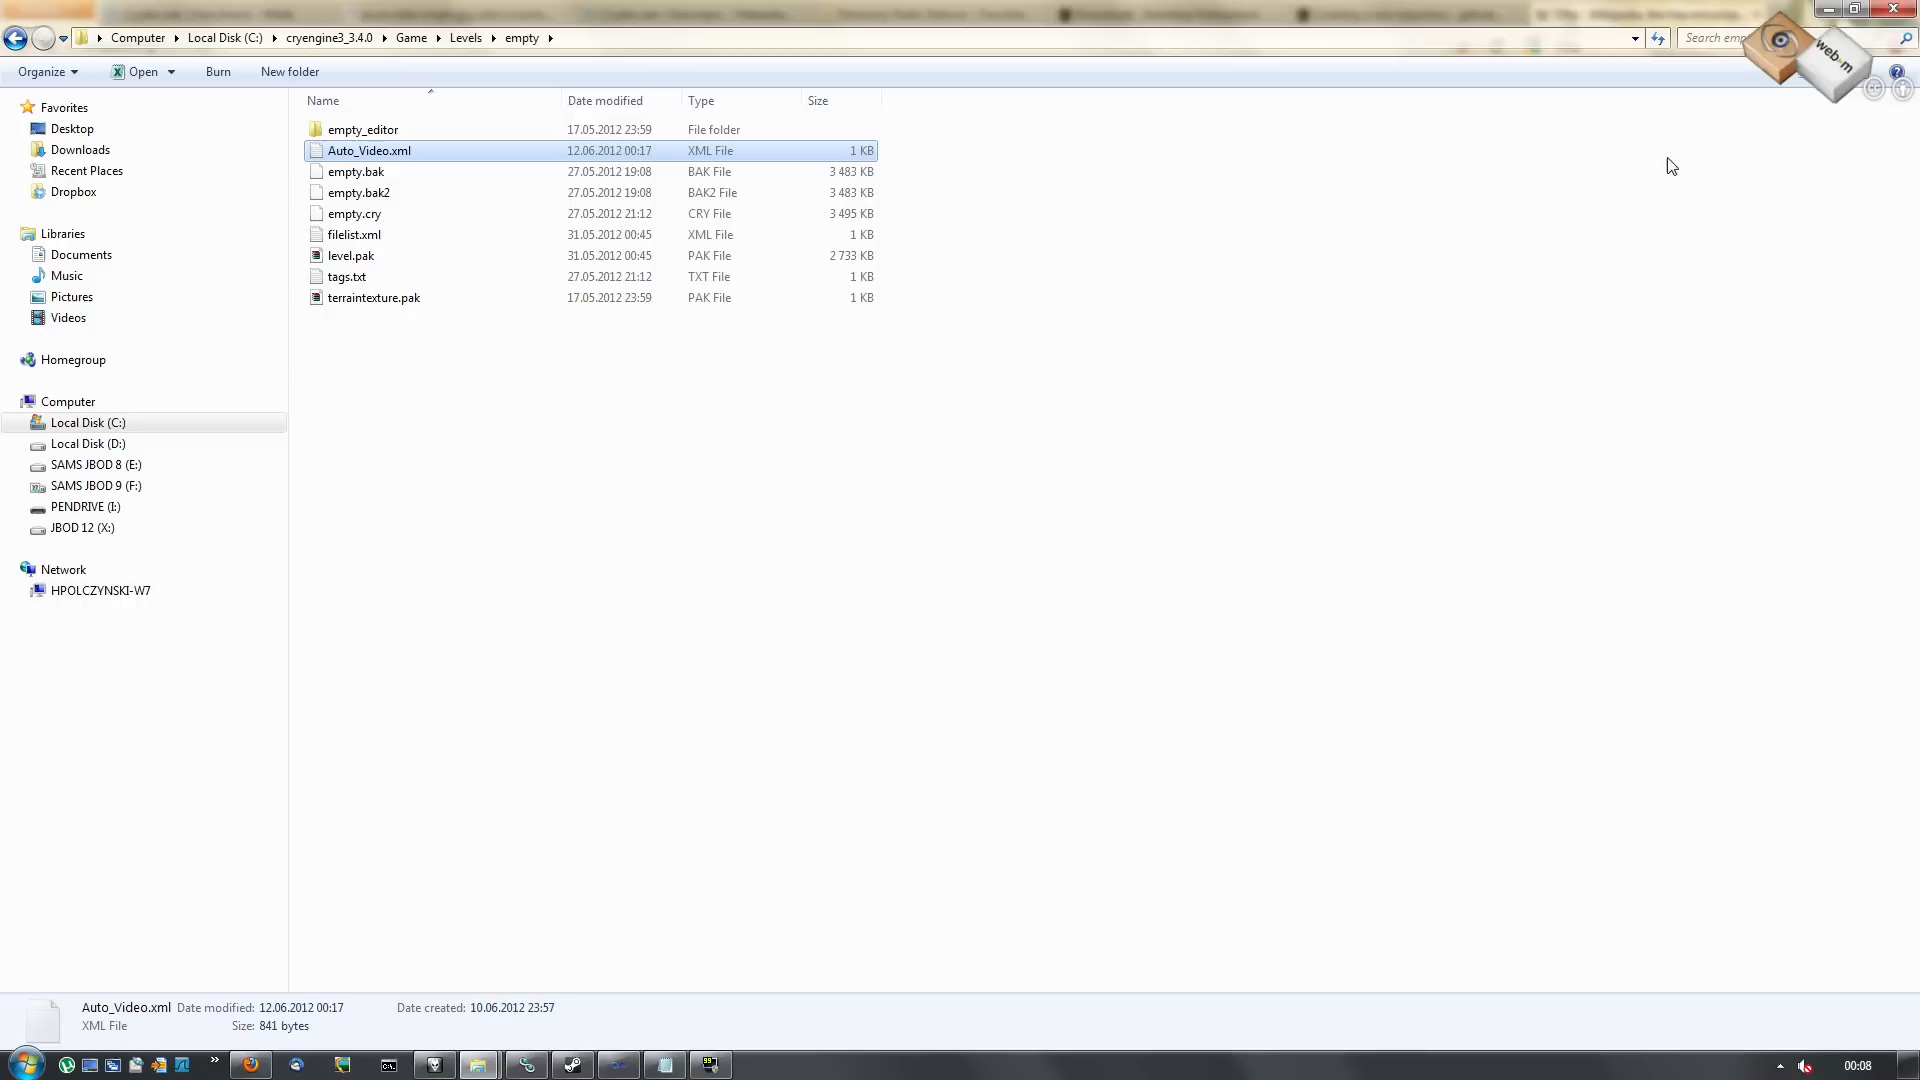 Computer Local Disk (C:) cryengine3_3.4.0 Game Levels empty
Search
web m
Organize Open Burn New folder
Name Date modified Type Size
empty_editor 17.05.2012 23:59 File folder
Auto_Video.xml 12.06.2012 00:17 XML File 1 KB
empty.bak 27.05.2012 19:08 BAK File 3 483 KB
empty.bak2 27.05.2012 19:08 BAK2 File 3 483 KB
empty.cry 27.05.2012 21:12 CRY File 3 495 KB
filelist.xml 31.05.2012 00:45 XML File 1 KB
level.pak 31.05.2012 00:45 PAK File 2 733 KB
tags.txt 27.05.2012 21:12 TXT File 1 KB
terraintexture.pak 17.05.2012 23:59 PAK File 1 KB
Favorites
Desktop
Downloads
Recent Places
Dropbox
Libraries
Documents
Music
Pictures
Videos
Homegroup
Computer
Local Disk (C:)
Local Disk (D:)
SAMS JBOD 8 (E:)
SAMS JBOD 9 (F:)
PENDRIVE (I:)
JBOD 12 (X:)
Network
HPOLCZYNSKI-W7
Auto_Video.xml Date modified: 12.06.2012 00:17 Date created: 10.06.2012 23:57
XML File Size: 841 bytes
00:08